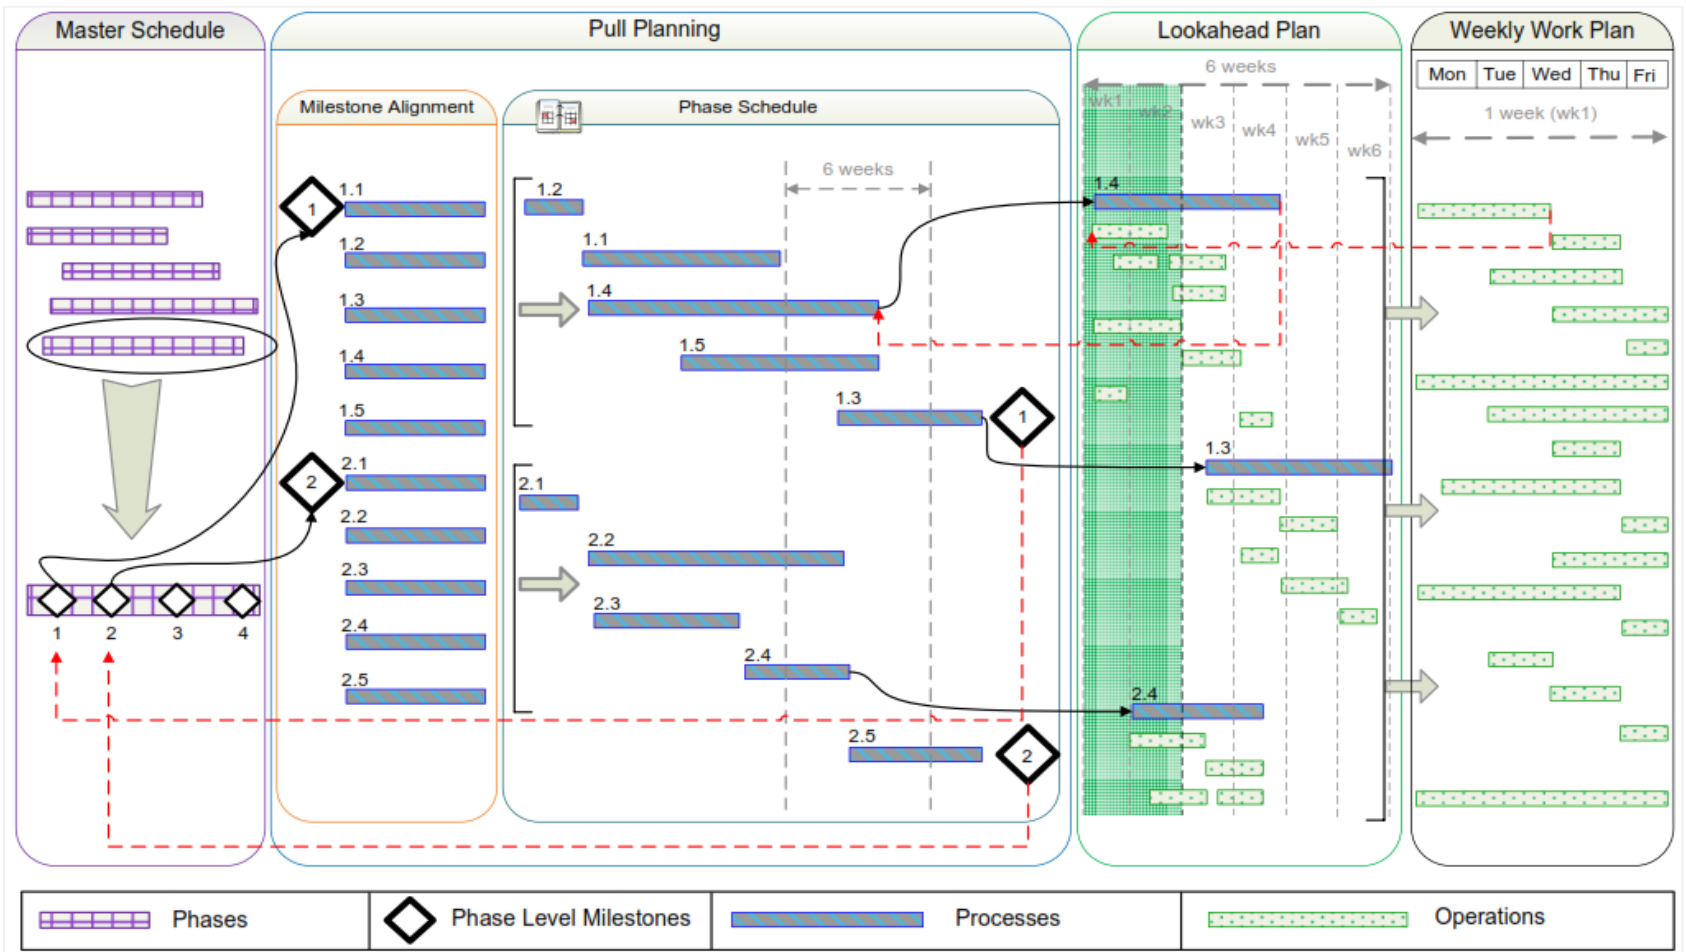 Master Schedule
Pull Planning
Lookahead Plan
Weekly Work Plan
Milestone Alignment
Phase Schedule
6 weeks
Mon Tue Wed Thu Fri
1 week (wk1)
wk1
wk2
wk3
wk4
wk5
wk6
6 weeks
1
1.1
1.2
1.3
1.4
1.5
2
2.1
2.2
2.3
2.4
2.5
1.2
1.1
1.4
1.5
1.3
1
2.1
2.2
2.3
2.4
2.5
2
1.4
1.3
2.4
1 2 3 4
Phases
Phase Level Milestones
Processes
Operations